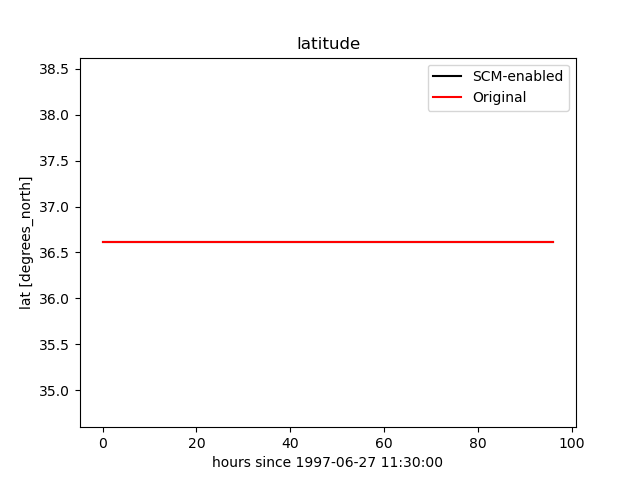 latitude
SCM-enabled
Original
38.5
38.0
37.5
37.0
36.5
36.0
35.5
35.0
lat [degrees_north]
0 20 40 60 80 100
hours since 1997-06-27 11:30:00